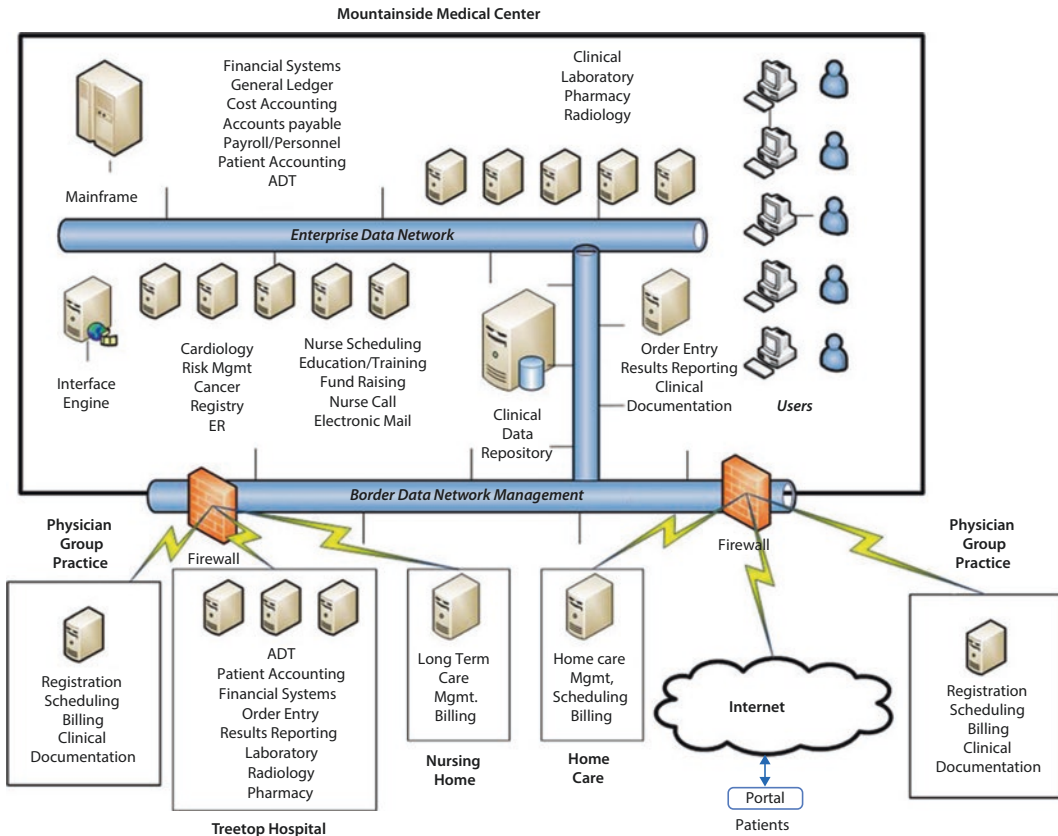 Mountainside Medical Center
Financial Systems
General Ledger
Cost Accounting
Accounts payable
Payroll/Personnel
Patient Accounting
ADT
Clinical
Laboratory
Pharmacy
Radiology
Mainframe
Enterprise Data Network
Interface
Engine
Cardiology
Risk Mgmt
Cancer
Registry
ER
Nurse Scheduling
Education/Training
Fund Raising
Nurse Call
Electronic Mail
Clinical
Data
Repository
Order Entry
Results Reporting
Clinical
Documentation
Users
Border Data Network Management
Firewall
Firewall
Physician
Group
Practice
Registration
Scheduling
Billing
Clinical
Documentation
ADT
Patient Accounting
Financial Systems
Order Entry
Results Reporting
Laboratory
Radiology
Pharmacy
Treetop Hospital
Long Term
Care
Mgmt.
Billing
Nursing
Home
Home care
Mgmt,
Scheduling
Billing
Home
Care
Internet
Portal
Patients
Physician
Group
Practice
Registration
Scheduling
Billing
Clinical
Documentation